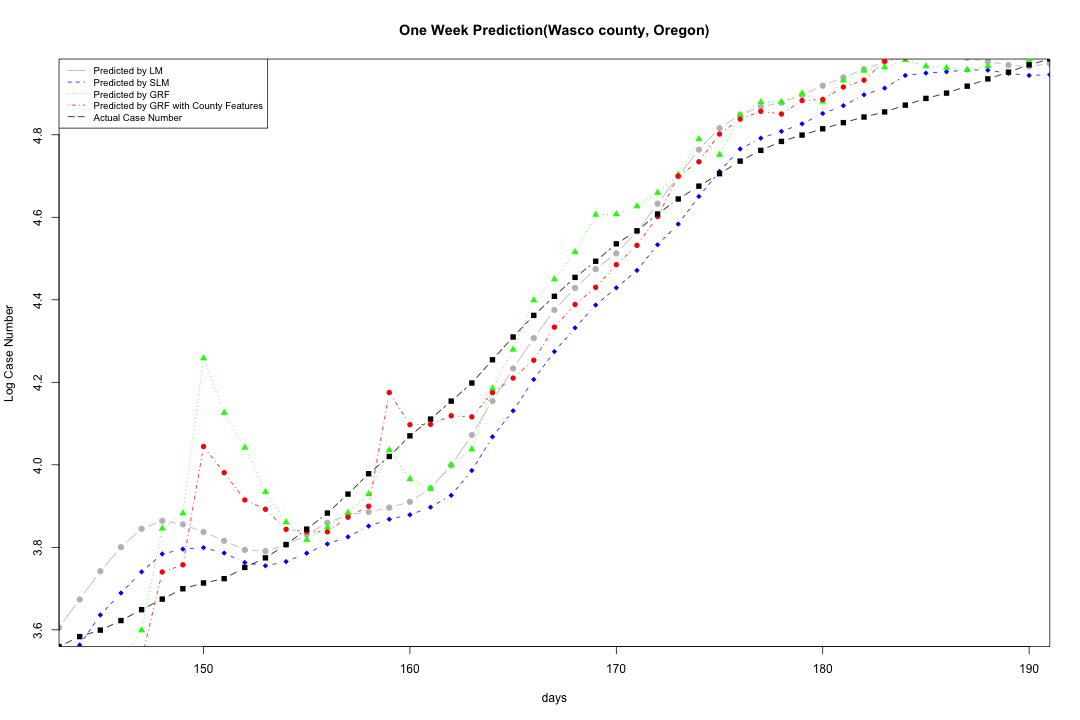 One Week Prediction(Wasco county, Oregon)
Predicted by LM
Predicted by SLM
Predicted by GRF
Predicted by GRF with County Features
Actual Case Number
4.8
4.6
4.4
4.2
4.0
3.8
3.6
Log Case Number
150
160
170
180
190
days